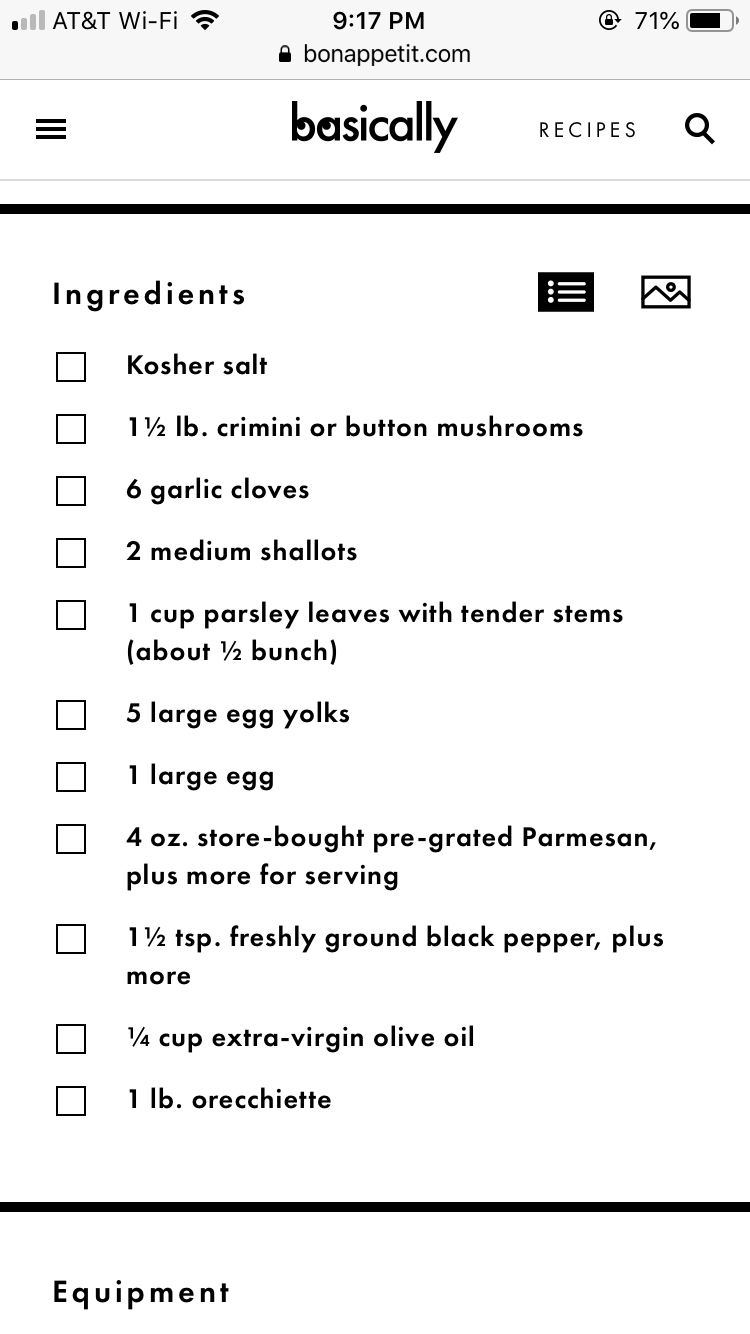 AT&T Wi-Fi 9:17 PM 71%
bonappetit.com
basically RECIPES
Ingredients
Kosher salt
1½ lb. crimini or button mushrooms
6 garlic cloves
2 medium shallots
1 cup parsley leaves with tender stems
(about ½ bunch)
5 large egg yolks
1 large egg
4 oz. store-bought pre-grated Parmesan,
plus more for serving
1½ tsp. freshly ground black pepper, plus
more
¼ cup extra-virgin olive oil
1 lb. orecchiette
Equipment